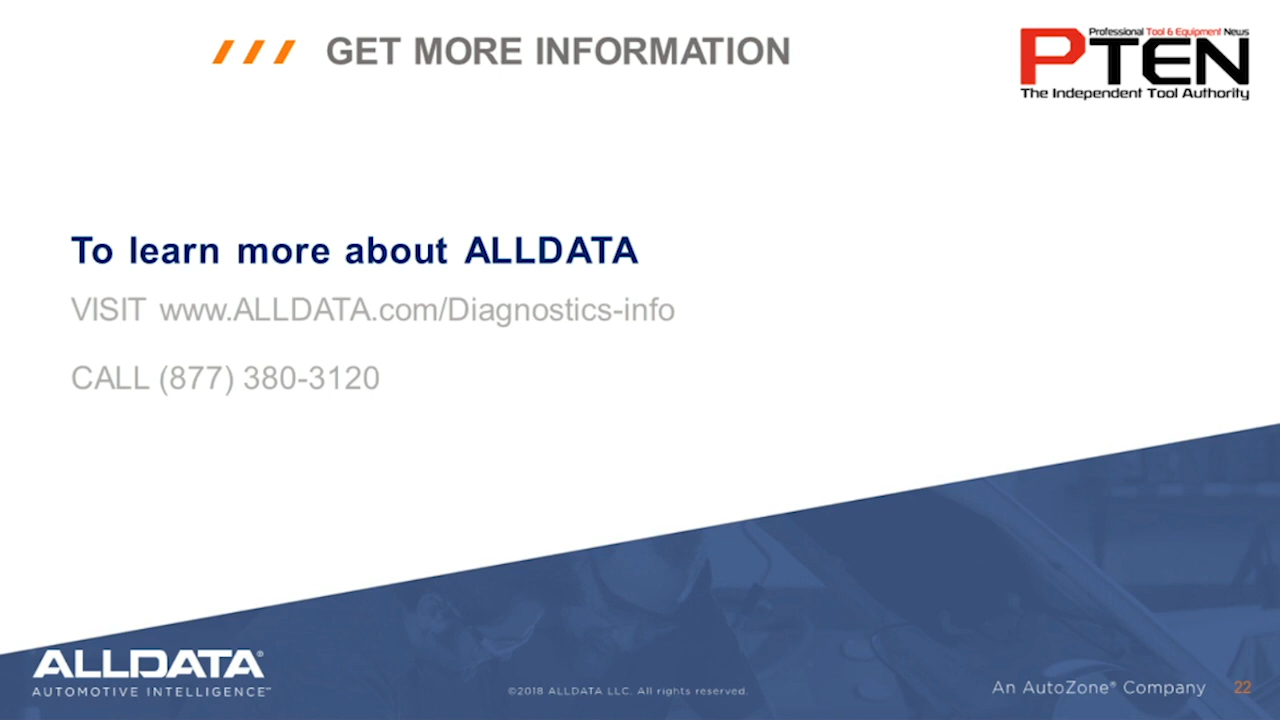 GET MORE INFORMATION
Professional Tool & Equipment News
PTEN
The Independent Tool Authority
To learn more about ALLDATA
VISIT www.ALLDATA.com/Diagnostics-info
CALL (877) 380-3120
ALLDATA®
AUTOMOTIVE INTELLIGENCE™
©2018 ALLDATA LLC. All rights reserved.
An AutoZone® Company
22